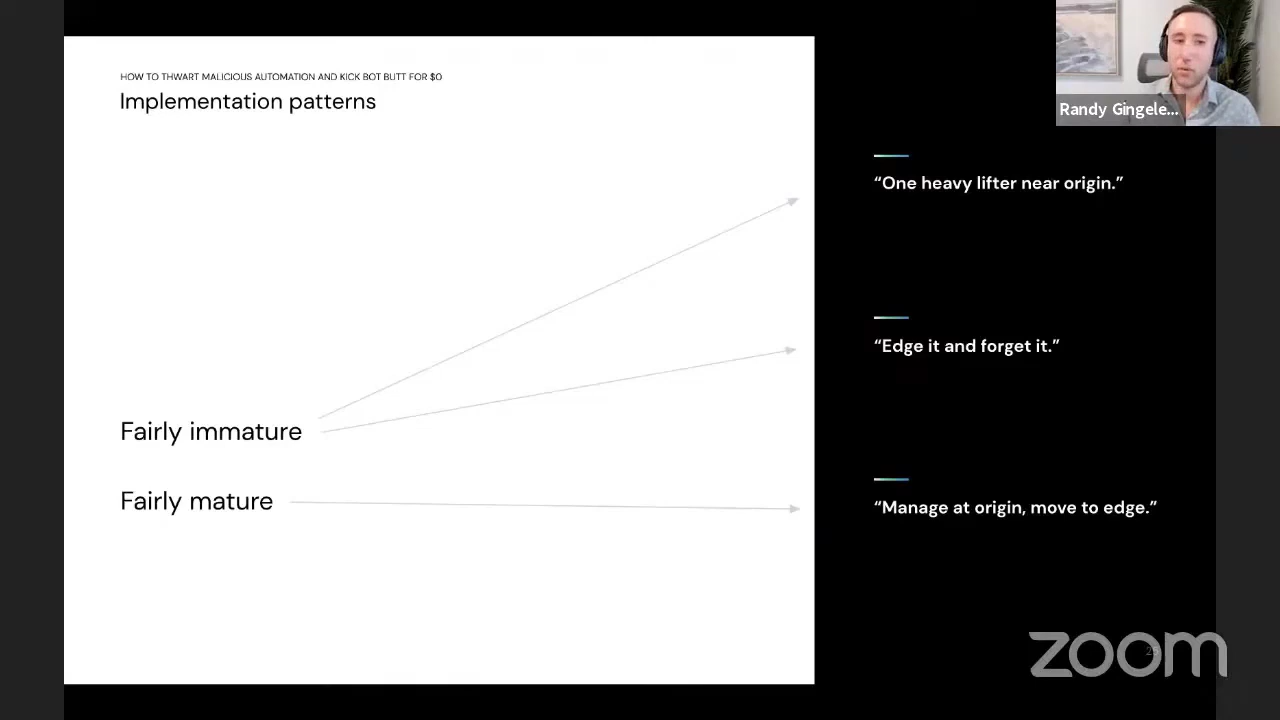 HOW TO THWART MALICIOUS AUTOMATION AND KICK BOT BUTT FOR $0
Implementation patterns
Randy Gingele...
“One heavy lifter near origin.”
“Edge it and forget it.”
Fairly immature
Fairly mature
“Manage at origin, move to edge.”
zoom